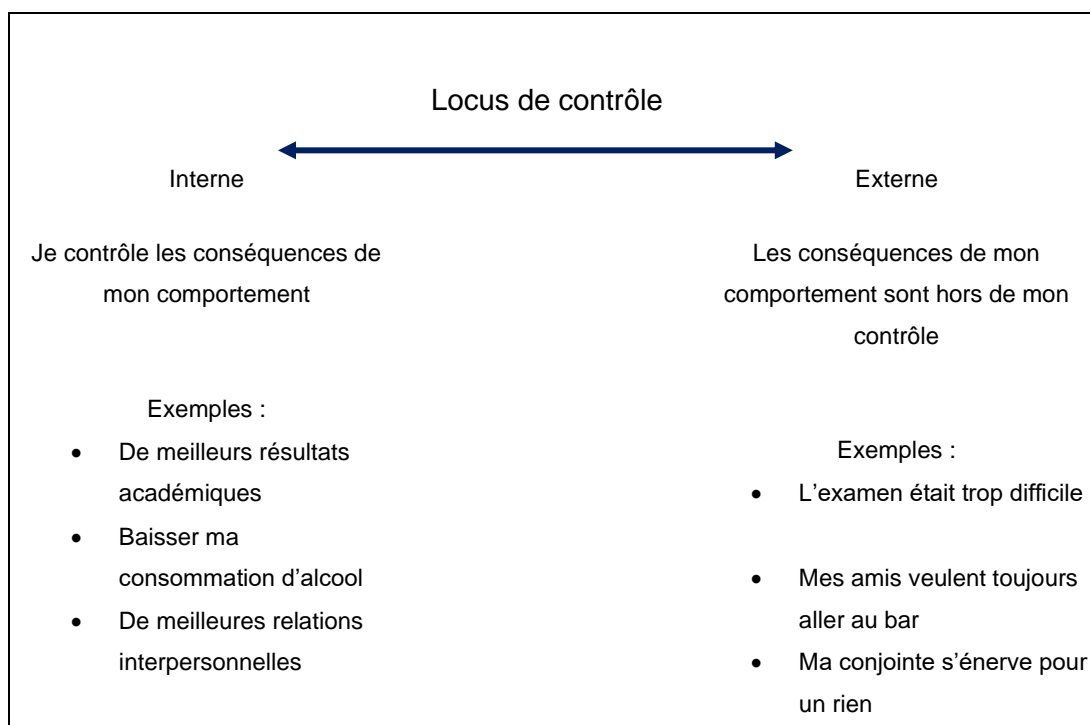 Locus de contrôle
Interne
Je contrôle les conséquences de
mon comportement
Exemples :
• De meilleurs résultats
académiques
• Baisser ma
consommation d’alcool
• De meilleures relations
interpersonnelles
Externe
Les conséquences de mon
comportement sont hors de mon
contrôle
Exemples :
• L’examen était trop difficile
• Mes amis veulent toujours
aller au bar
• Ma conjointe s’énerve pour
un rien